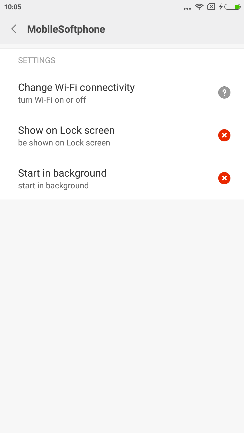 10:05
MobileSoftphone
SETTINGS
Change Wi-Fi connectivity
turn Wi-Fi on or off
Show on Lock screen
be shown on Lock screen
Start in background
start in background